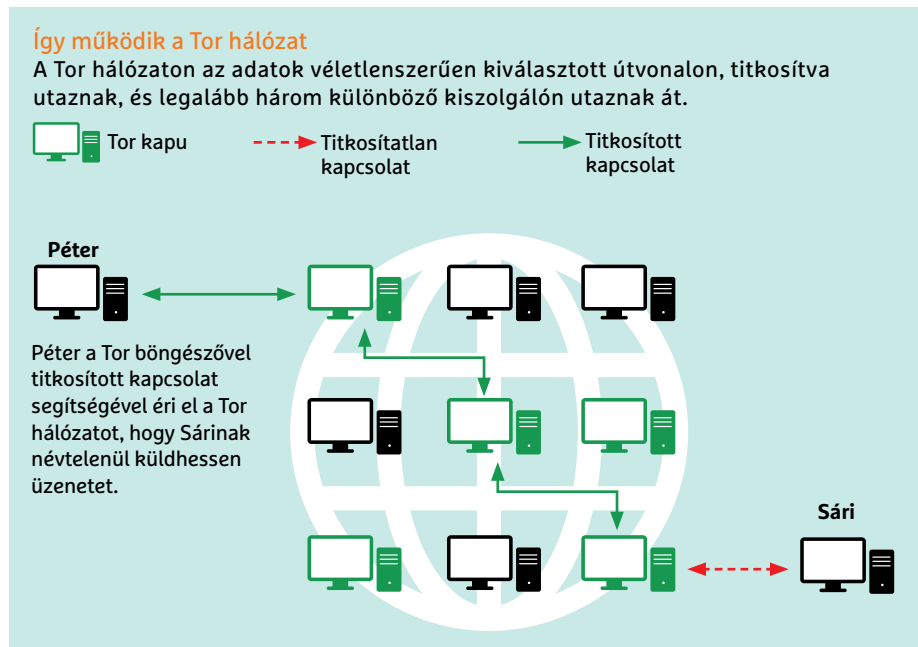 Így működik a Tor hálózat
A Tor hálózaton az adatok véletlenszerűen kiválasztott útvonalon, titkosítva
utaznak, és legalább három különböző kiszolgálón utaznak át.
Tor kapu
Titkosítatlan
kapcsolat
Titkosított
kapcsolat
Péter
Péter a Tor böngészővel
titkosított kapcsolat
segítségével éri el a Tor
hálózatot, hogy Sárinak
névtelenül küldhessen
üzenetet.
Sári